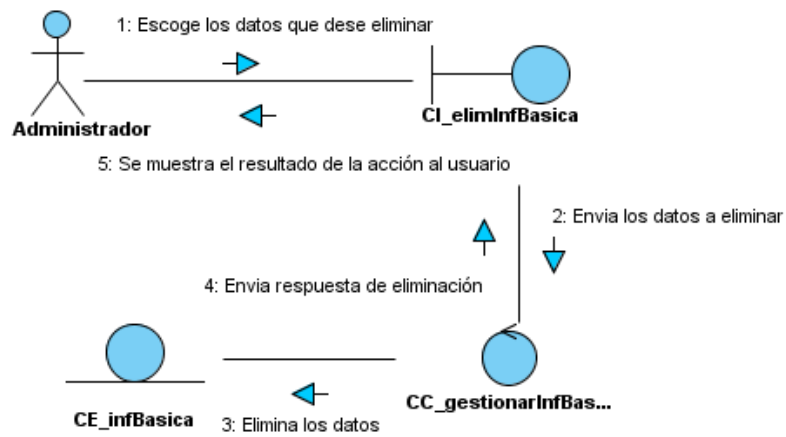 1: Escoge los datos que dese eliminar
Administrador
CI_elimInfBasica
5: Se muestra el resultado de la acción al usuario
2: Envia los datos a eliminar
4: Envia respuesta de eliminación
CE_infBasica
3: Elimina los datos
CC_gestionarInfBas...